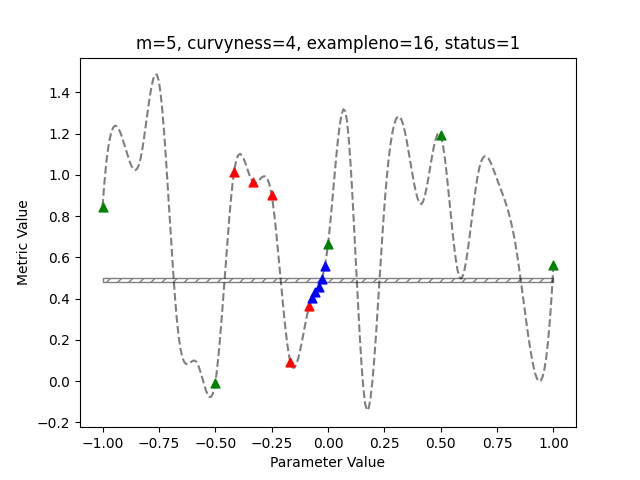 m=5, curvyness=4, exampleno=16, status=1
Metric Value
1.4
1.2
1.0
0.8
0.6
0.4
0.2
0.0
−0.2
−1.00 −0.75 −0.50 −0.25 0.00 0.25 0.50 0.75 1.00
Parameter Value